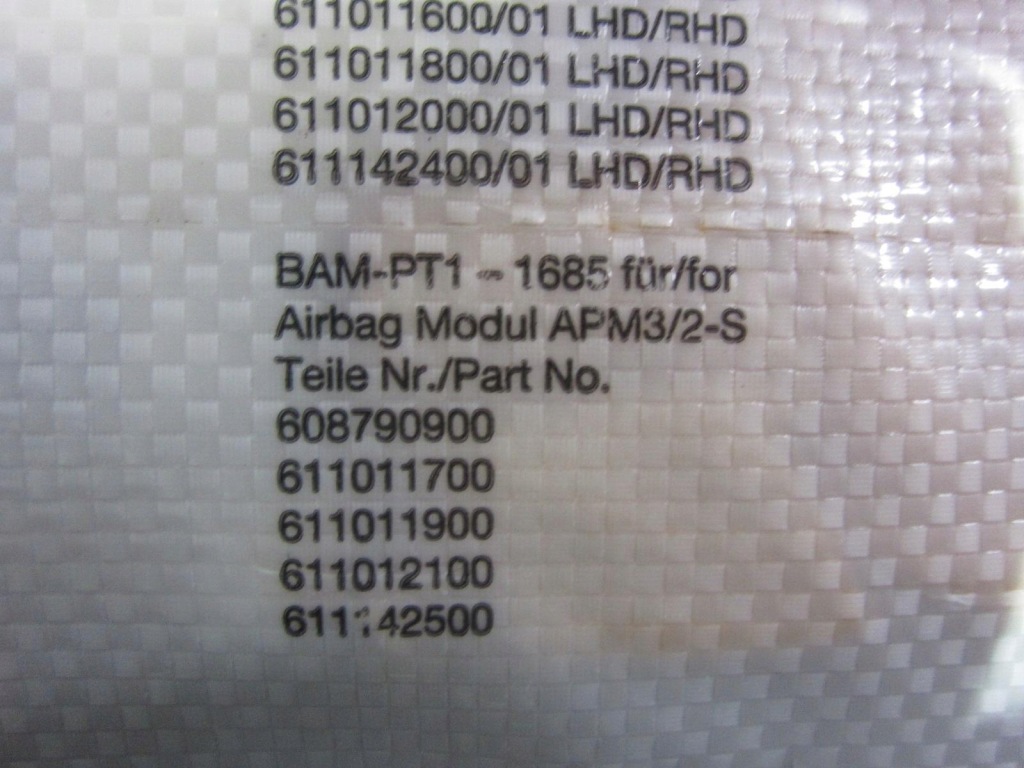 611011600/01 LHD/RHD
611011800/01 LHD/RHD
611012000/01 LHD/RHD
611142400/01 LHD/RHD
BAM-PT1 - 1685 für/for
Airbag Modul APM3/2-S
Teile Nr./Part No.
608790900
611011700
611011900
611012100
611142500